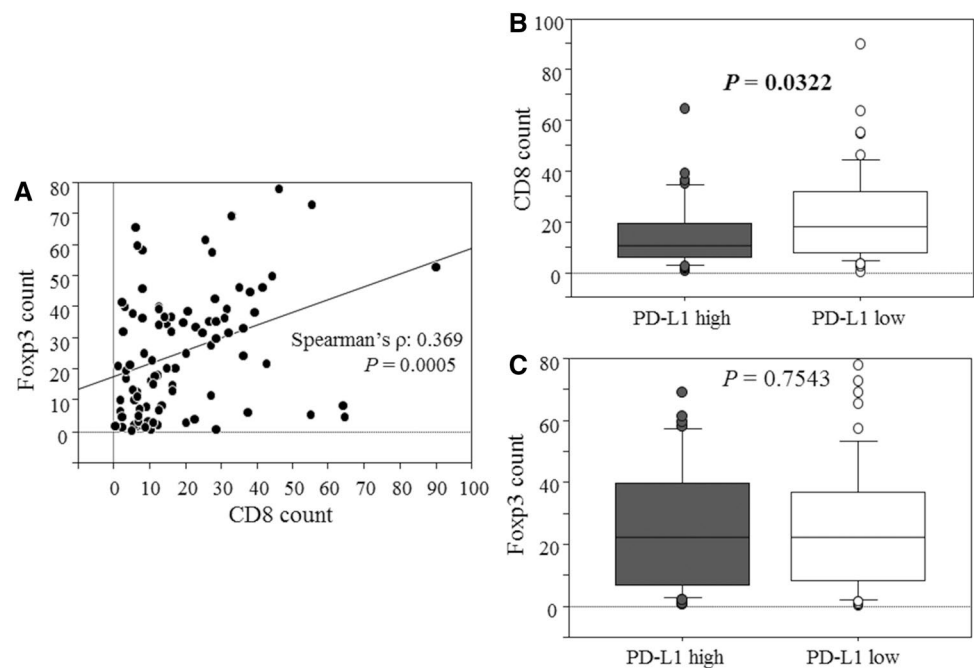 A
Foxp3 count
80
70
60
50
40
30
20
10
0
Spearman's ρ: 0.369
P = 0.0005
0 10 20 30 40 50 60 70 80 90 100
CD8 count
B
CD8 count
100
80
60
40
20
0
P = 0.0322
PD-L1 high PD-L1 low
C
Foxp3 count
80
60
40
20
0
P = 0.7543
PD-L1 high PD-L1 low